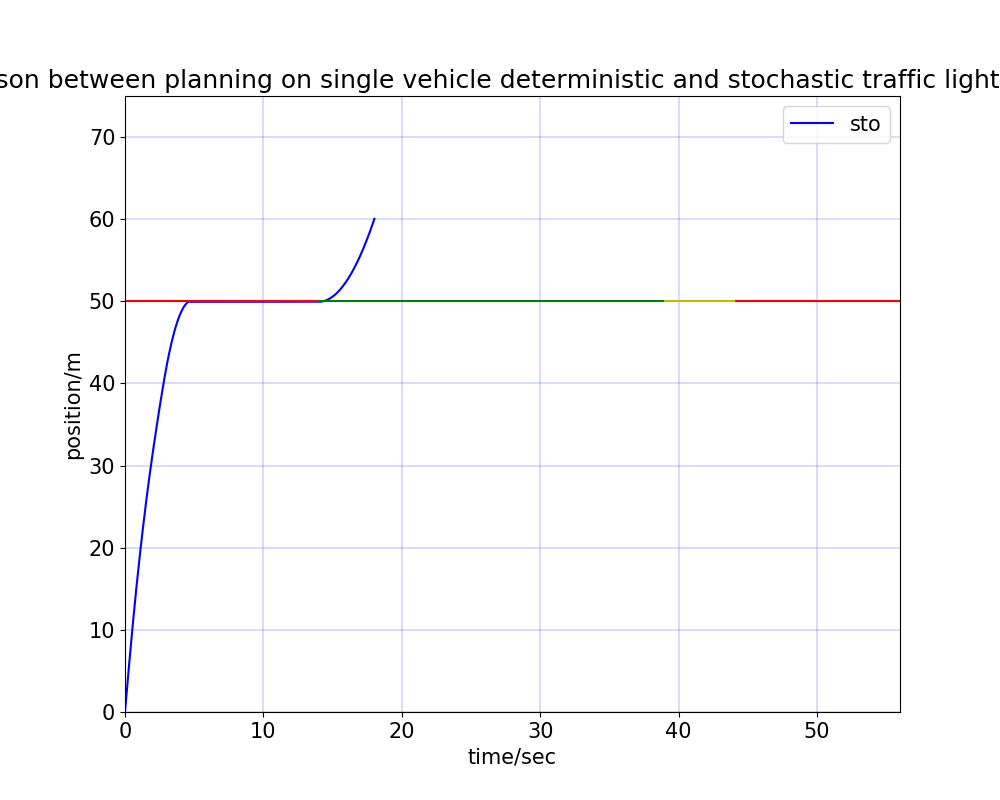 son between planning on single vehicle deterministic and stochastic traffic light
sto
70
60
50
40
30
20
10
0
position/m
0 10 20 30 40 50
time/sec